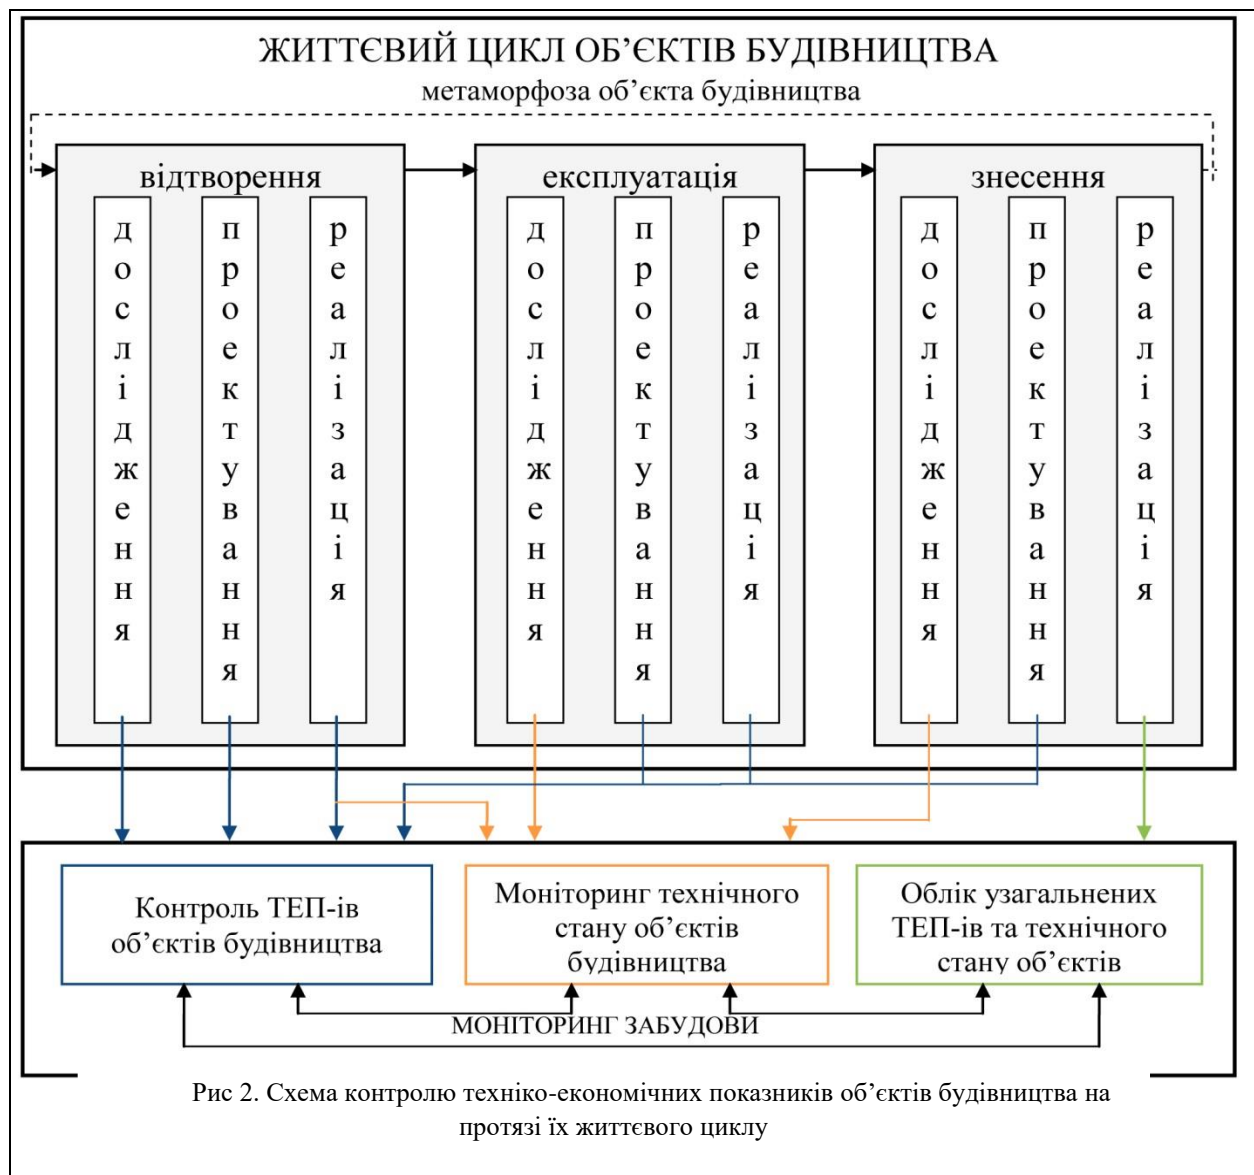 ЖИТТЄВИЙ ЦИКЛ ОБ’ЄКТІВ БУДІВНИЦТВА
метаморфоза об’єкта будівництва
відтворення
дослідження
проектування
реалізація
експлуатація
дослідження
проектування
реалізація
знесення
дослідження
проектування
реалізація
Контроль ТЕП-ів
об’єктів будівництва
Моніторинг технічного
стану об’єктів
будівництва
Облік узагальнених
ТЕП-ів та технічного
стану об’єктів
МОНІТОРИНГ ЗАБУДОВИ
Рис 2. Схема контролю техніко-економічних показників об’єктів будівництва на
протязі їх життєвого циклу